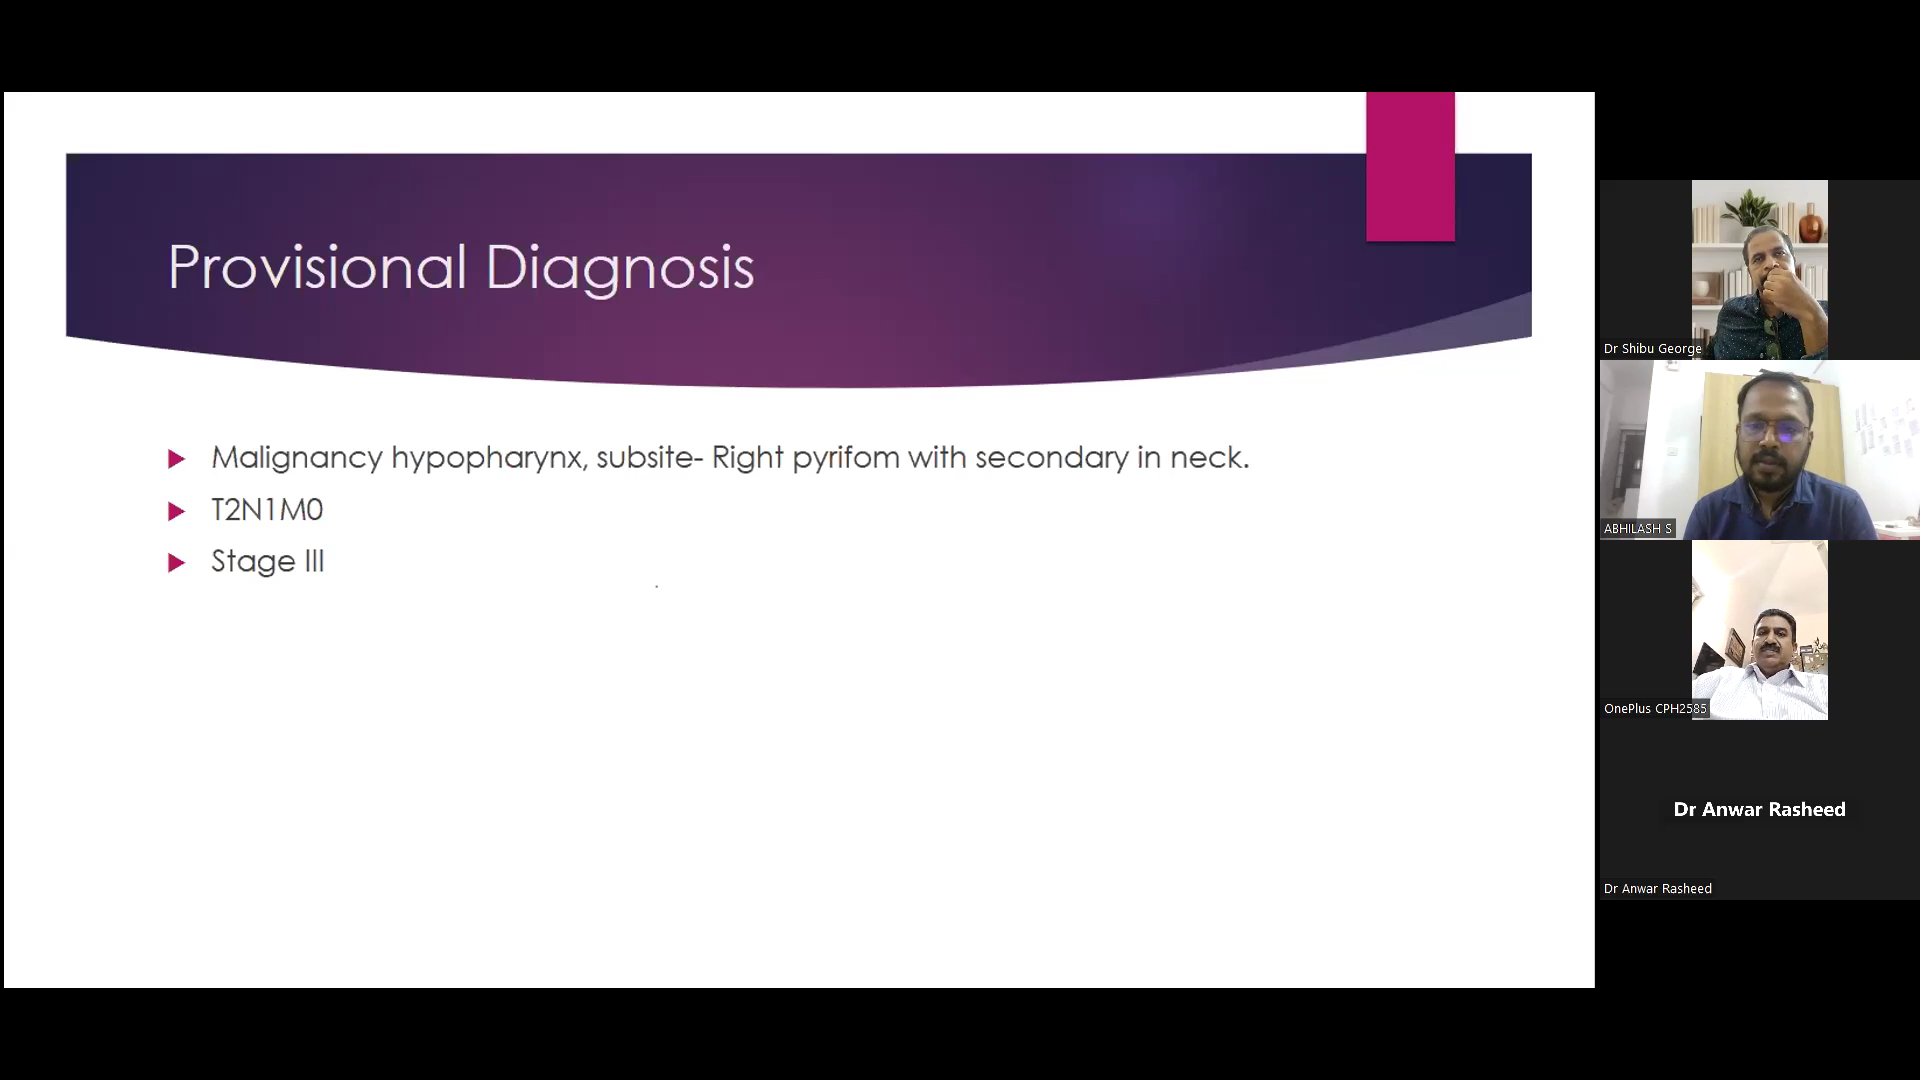 Provisional Diagnosis
Malignancy hypopharynx, subsite- Right pyrifom with secondary in neck.
T2N1M0
Stage III
Dr Shibu George
ABHILASH S
OnePlus CPH2585
Dr Anwar Rasheed
Dr Anwar Rasheed